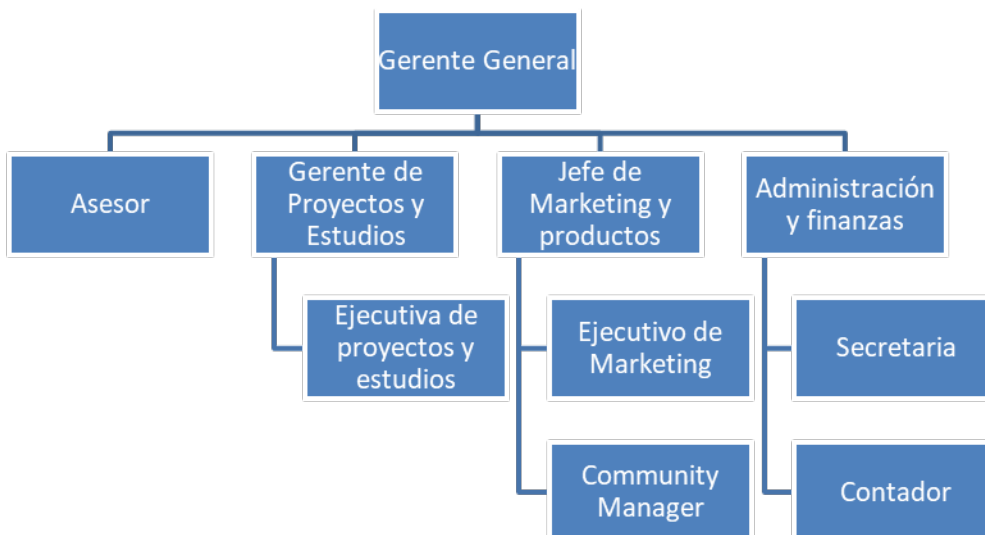 Gerente General
Asesor
Gerente de
Proyectos y
Estudios
Jefe de
Marketing y
productos
Administración
y finanzas
Ejecutiva de
proyectos y
estudios
Ejecutivo de
Marketing
Secretaria
Community
Manager
Contador